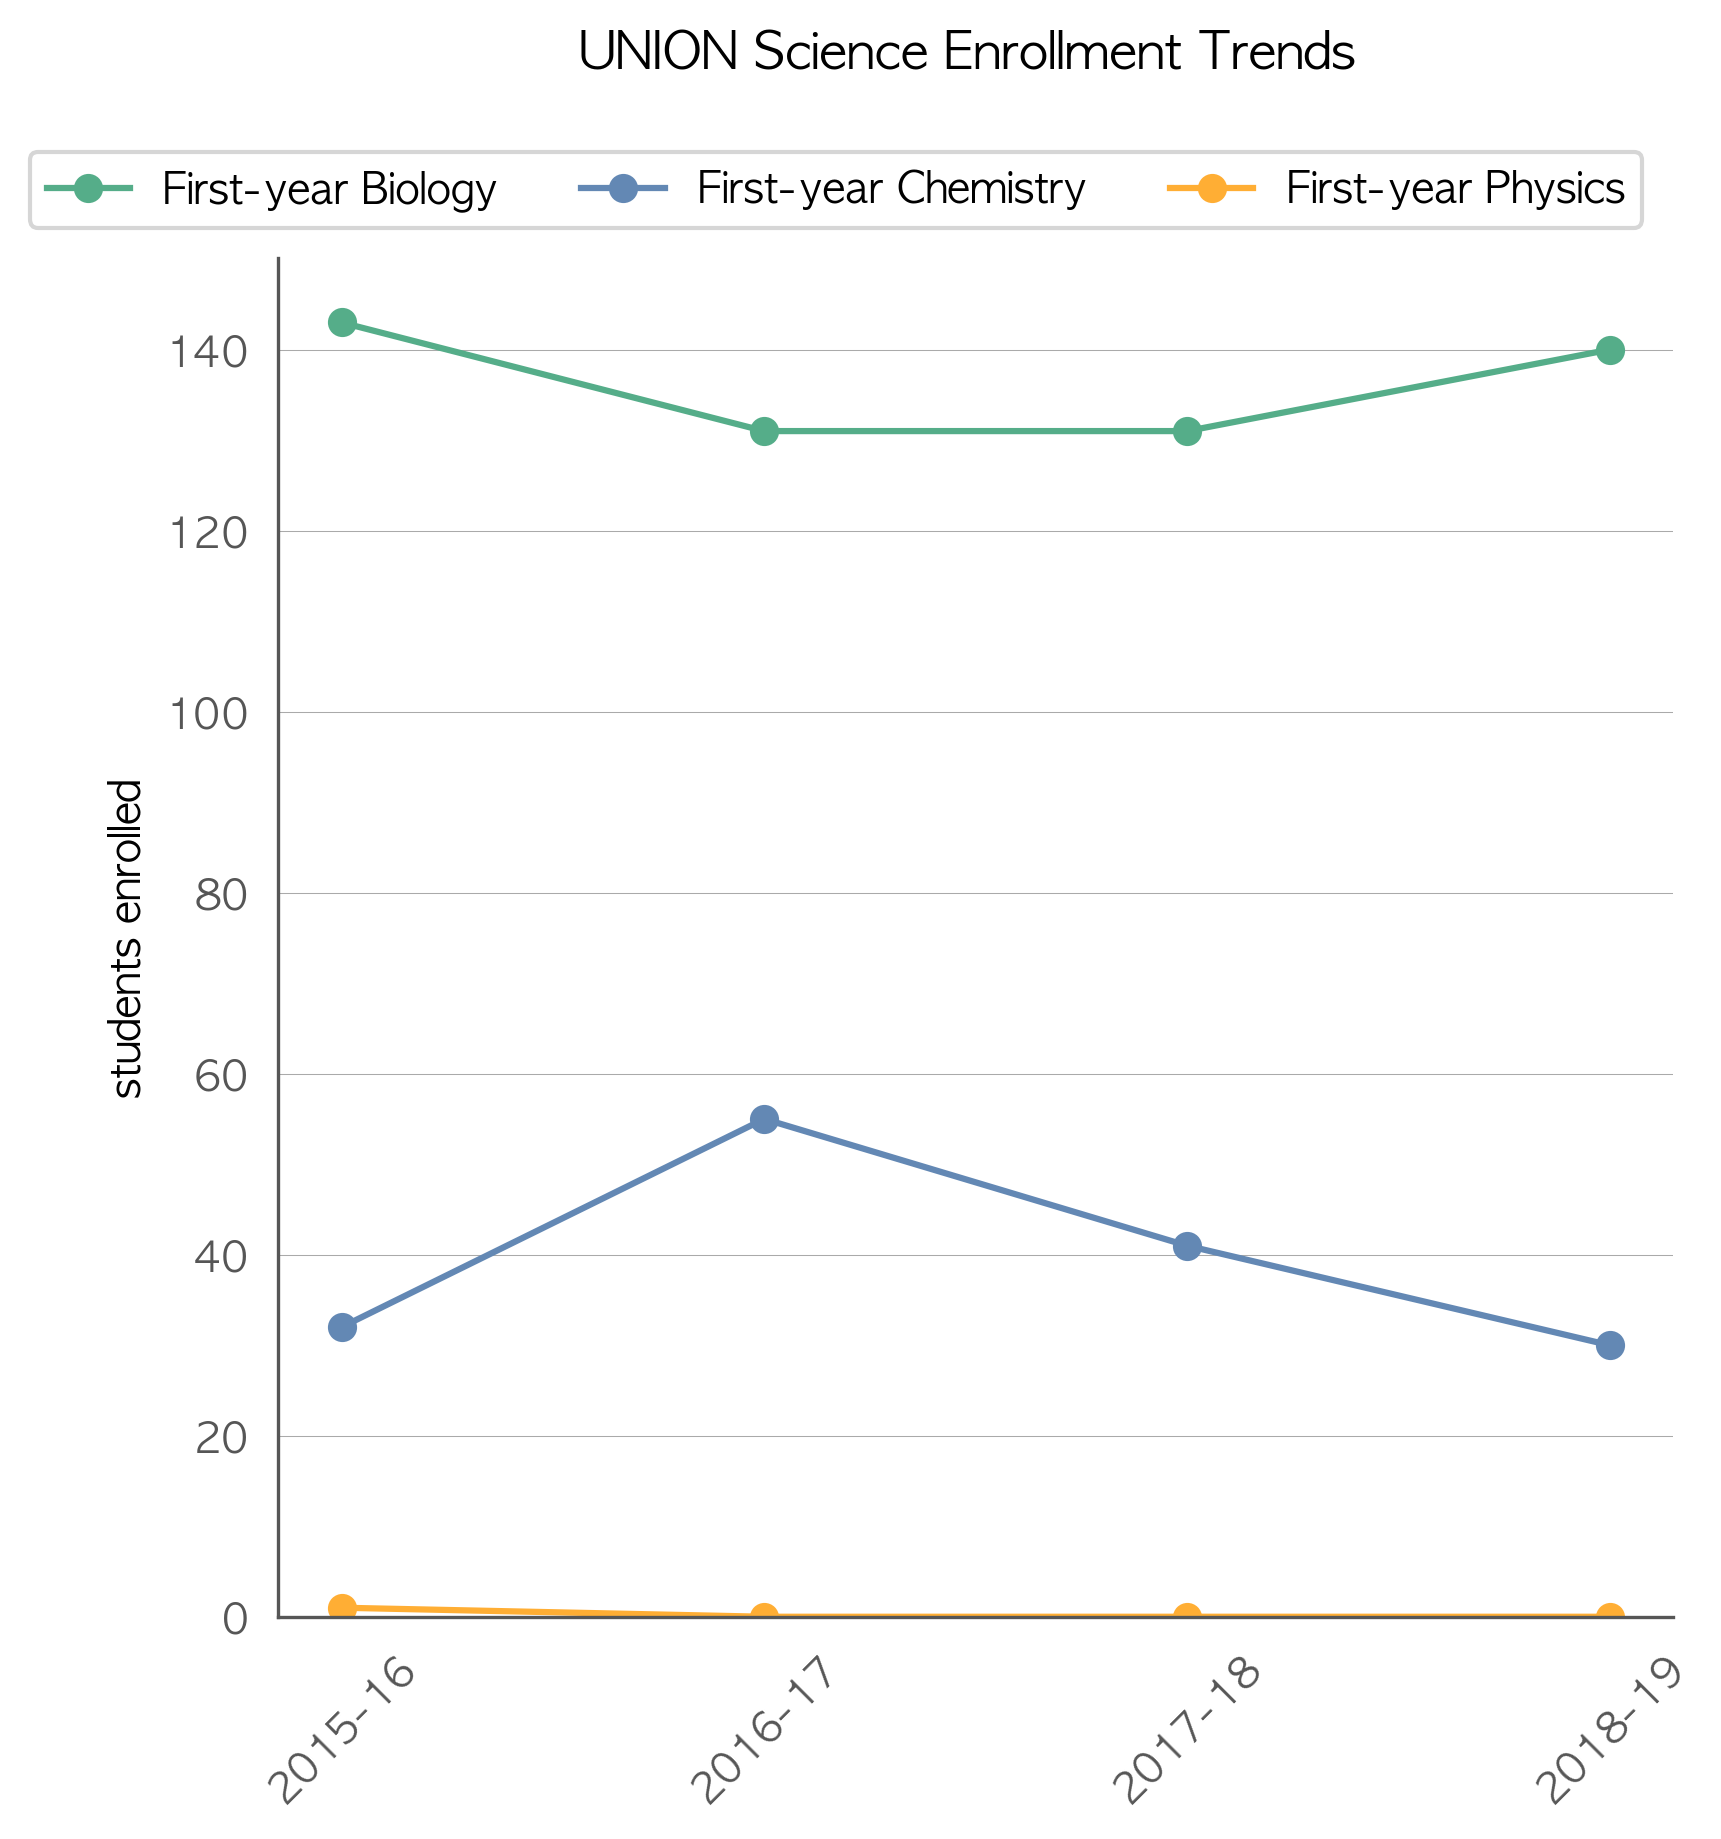 UNION Science Enrollment Trends
First-year Biology First-year Chemistry First-year Physics
140
120
100
80
60
40
20
0
students enrolled
2015-16 2016-17 2017-18 2018-19